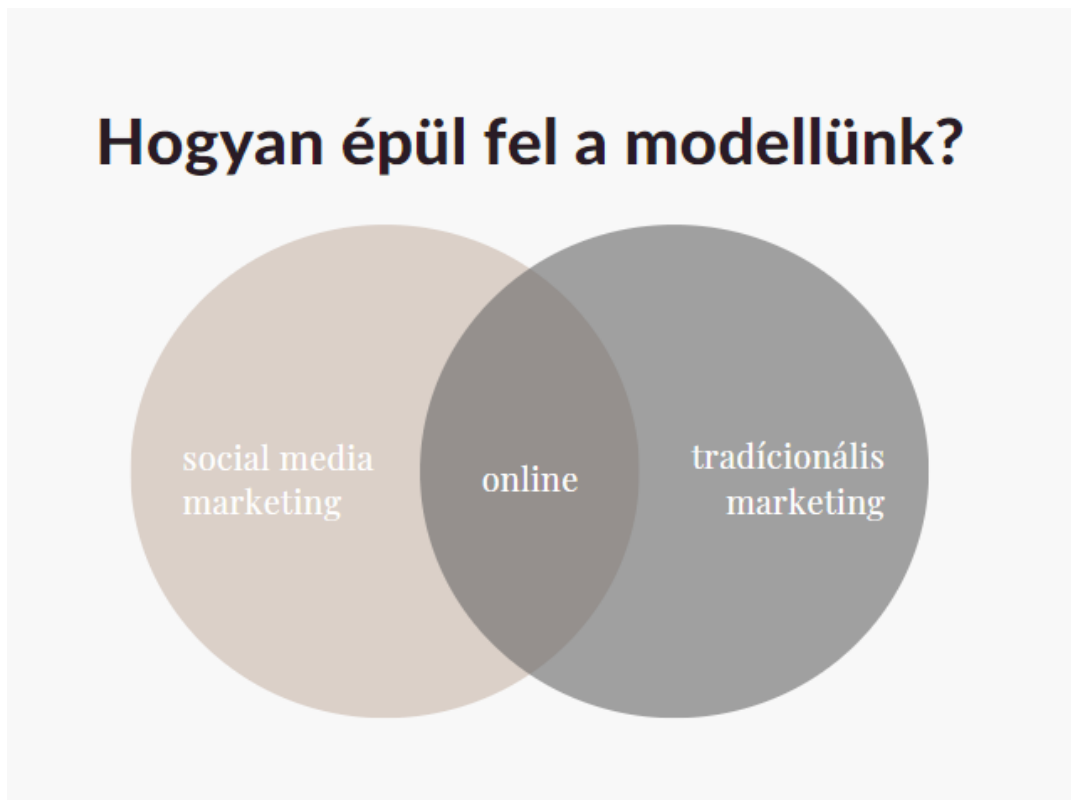 Hogyan épül fel a modellünk?
social media
marketing
online
tradícionális
marketing